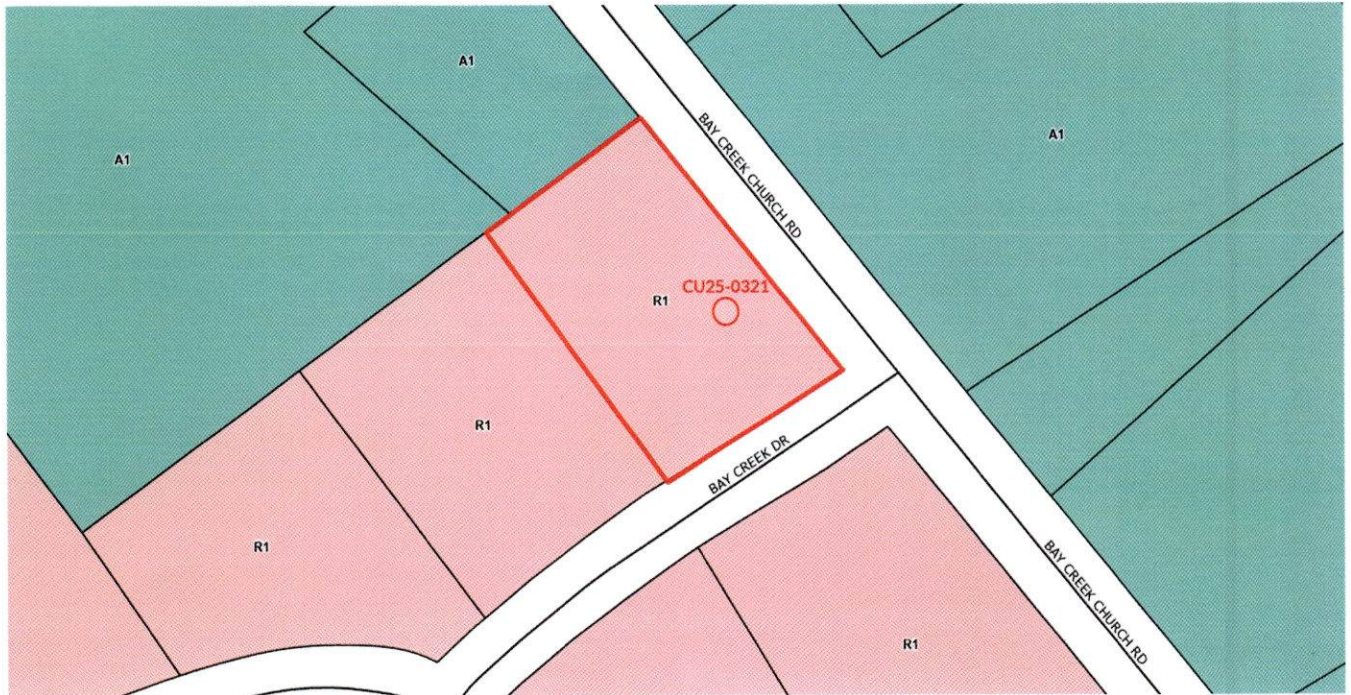 A1
A1
BAY CREEK CHURCH RD
A1
CU25-0321
R1
R1
BAY CREEK DR
R1
BAY CREEK CHURCH RD
R1